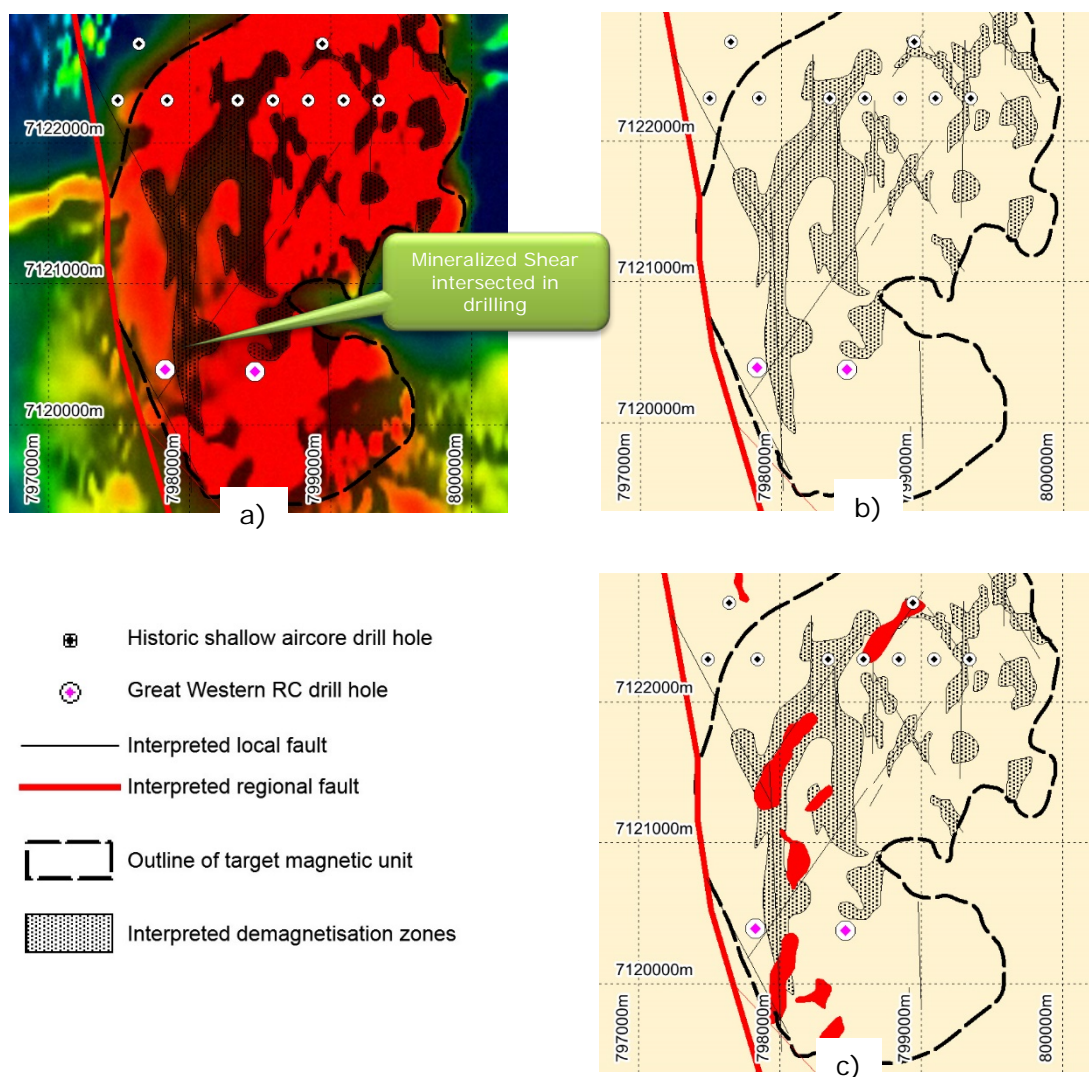 7122000m
7121000m
7120000m
797000m
798000m
799000m
800000m
Mineralized Shear
intersected in
drilling
a)
7122000m
7121000m
7120000m
797000m
798000m
799000m
800000m
b)
Historic shallow aircore drill hole
Great Western RC drill hole
Interpreted local fault
Interpreted regional fault
Outline of target magnetic unit
Interpreted demagnetisation zones
7122000m
7121000m
7120000m
797000m
798000m
799000m
800000m
c)